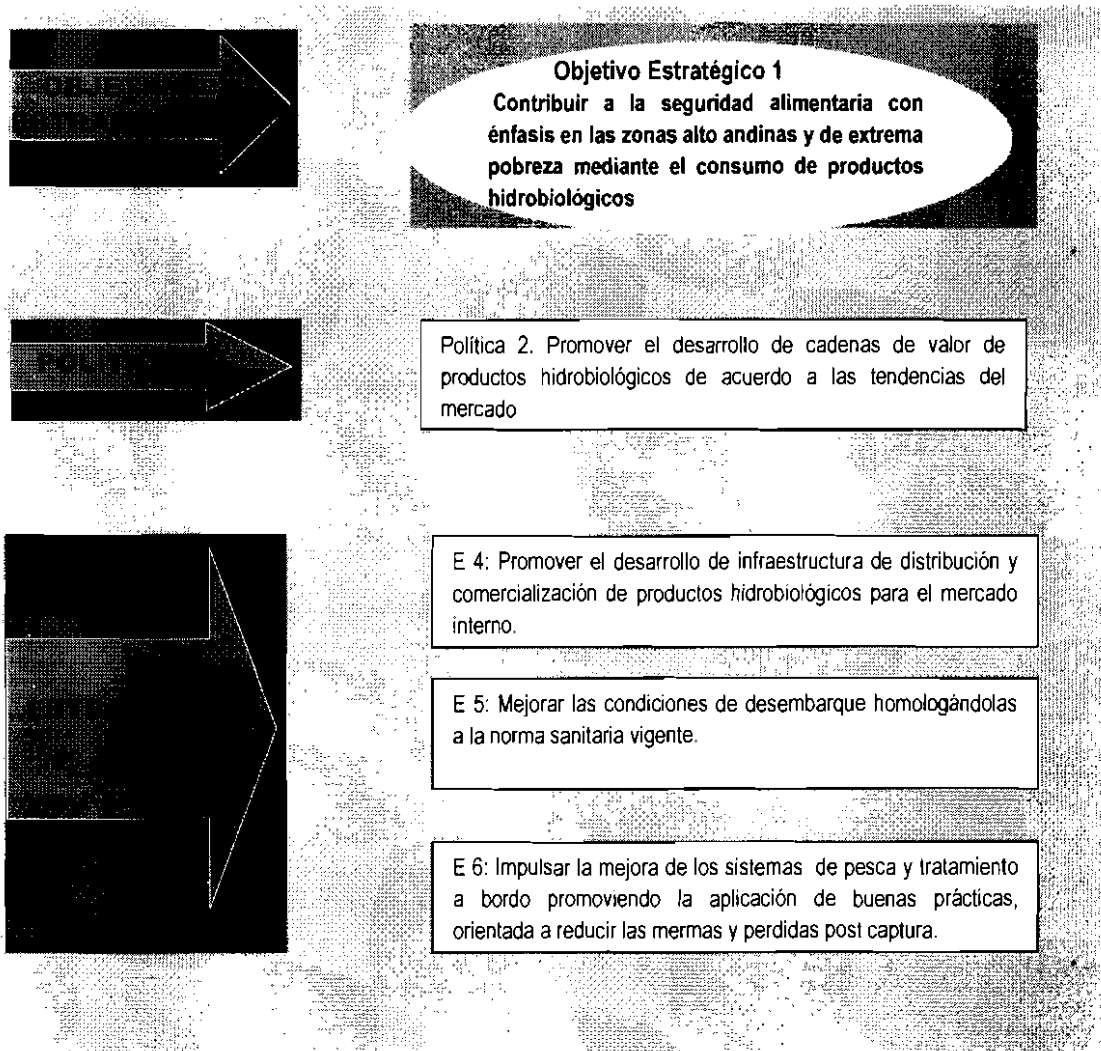 Objetivo Estratégico 1
Contribuir a la seguridad alimentaria con
énfasis en las zonas alto andinas y de extrema
pobreza mediante el consumo de productos
hidrobiológicos
Política 2. Promover el desarrollo de cadenas de valor de
productos hidrobiológicos de acuerdo a las tendencias del
mercado
E 4: Promover el desarrollo de infraestructura de distribución y
comercialización de productos hidrobiológicos para el mercado
interno.
E 5: Mejorar las condiciones de desembarque homologándolas
a la norma sanitaria vigente.
E 6: Impulsar la mejora de los sistemas de pesca y tratamiento
a bordo promoviendo la aplicación de buenas prácticas,
orientada a reducir las mermas y perdidas post captura.